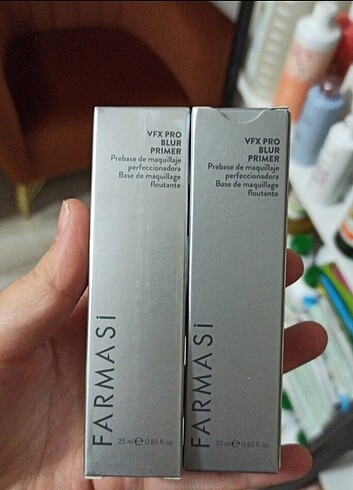 VFX PRO
BLUR
PRIMER
Prebase de maquillaje
perfeccionadora
Base de maquillage
floutante
FARMASi
25 ml ℮ 0.85 fl. oz.
VFX PRO
BLUR
PRIMER
Prebase de maquillaje
perfeccionadora
Base de maquillage
floutante
FARMASi
25 ml ℮ 0.85 fl. oz.